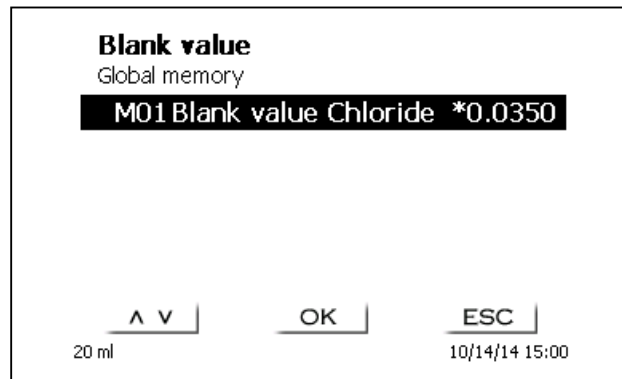 Blank value
Global memory
M01 Blank value Chloride *0.0350
∧ ∨ OK ESC
20 ml 10/14/14 15:00